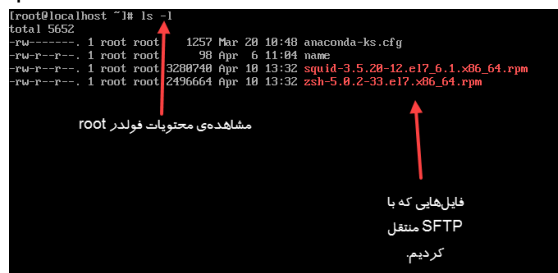 [root@localhost ~]# ls -l
total 5652
-rw-------. 1 root root    1257 Mar 20 10:48 anaconda-ks.cfg
-rw-r--r--. 1 root root      98 Apr  6 11:04 name
-rw-r--r--. 1 root root 3280740 Apr 10 13:32 squid-3.5.20-12.el7_6.1.x86_64.rpm
-rw-r--r--. 1 root root 2496664 Apr 10 13:32 zsh-5.0.2-33.el7.x86_64.rpm
مشاهده‌ی محتویات فولدر root
فایل‌هایی که با
SFTP منتقل
کردیم.